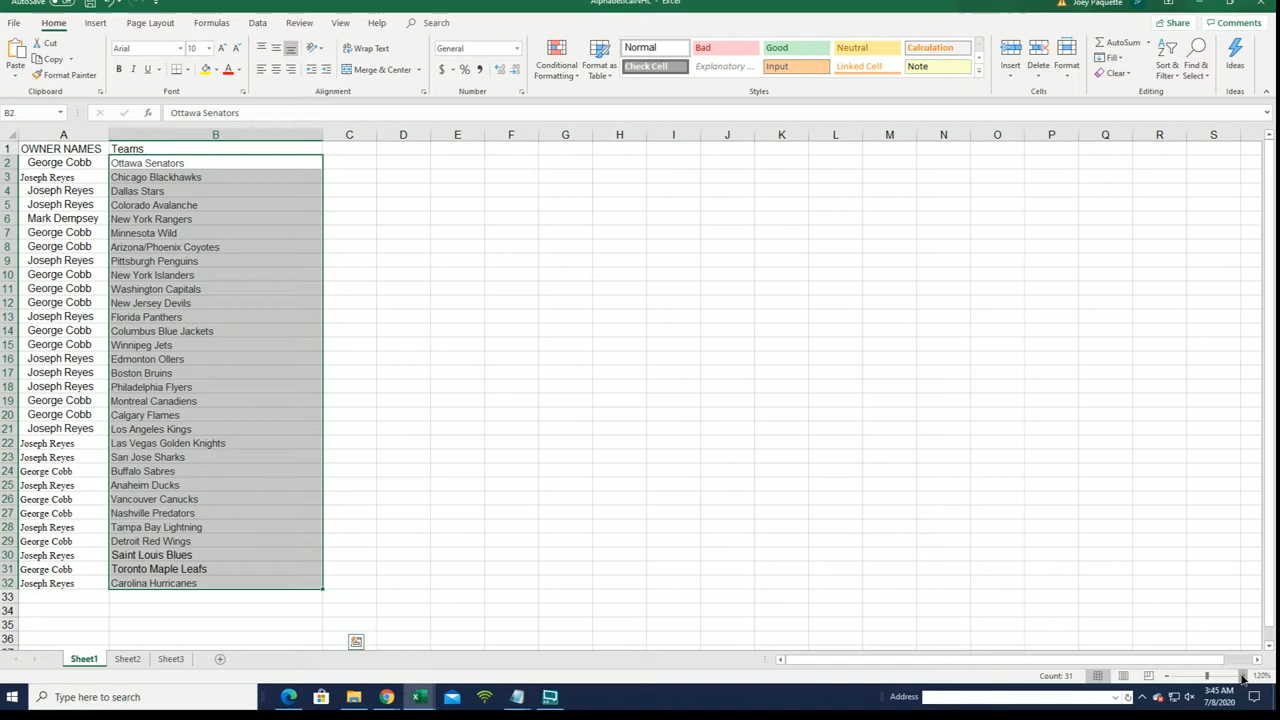 AutoSave Off AlphabeticalNHL - Excel Joey Paquette JP
File Home Insert Page Layout Formulas Data Review View Help Search Share Comments
Paste Cut Copy Format Painter Clipboard
Arial 10 A A B I U A Font
Wrap Text Merge & Center Alignment
General $ % , Number
Conditional Formatting Format as Table
Normal Bad Good Neutral Calculation
Check Cell Explanatory ... Input Linked Cell Note
Styles
Insert Delete Format Cells
AutoSum Fill Clear Sort & Filter Find & Select Editing
Ideas Ideas
B2 fx Ottawa Senators
A B C D E F G H I J K L M N O P Q R S
1 OWNER NAMES Teams
2 George Cobb Ottawa Senators
3 Joseph Reyes Chicago Blackhawks
4 Joseph Reyes Dallas Stars
5 Joseph Reyes Colorado Avalanche
6 Mark Dempsey New York Rangers
7 George Cobb Minnesota Wild
8 George Cobb Arizona/Phoenix Coyotes
9 Joseph Reyes Pittsburgh Penguins
10 George Cobb New York Islanders
11 George Cobb Washington Capitals
12 George Cobb New Jersey Devils
13 Joseph Reyes Florida Panthers
14 George Cobb Columbus Blue Jackets
15 George Cobb Winnipeg Jets
16 Joseph Reyes Edmonton Ollers
17 Joseph Reyes Boston Bruins
18 Joseph Reyes Philadelphia Flyers
19 George Cobb Montreal Canadiens
20 George Cobb Calgary Flames
21 Joseph Reyes Los Angeles Kings
22 Joseph Reyes Las Vegas Golden Knights
23 Joseph Reyes San Jose Sharks
24 George Cobb Buffalo Sabres
25 Joseph Reyes Anaheim Ducks
26 George Cobb Vancouver Canucks
27 George Cobb Nashville Predators
28 Joseph Reyes Tampa Bay Lightning
29 George Cobb Detroit Red Wings
30 Joseph Reyes Saint Louis Blues
31 George Cobb Toronto Maple Leafs
32 Joseph Reyes Carolina Hurricanes
33
34
35
36
Sheet1 Sheet2 Sheet3
Count: 31 120%
Type here to search Address 3:45 AM
7/8/2020